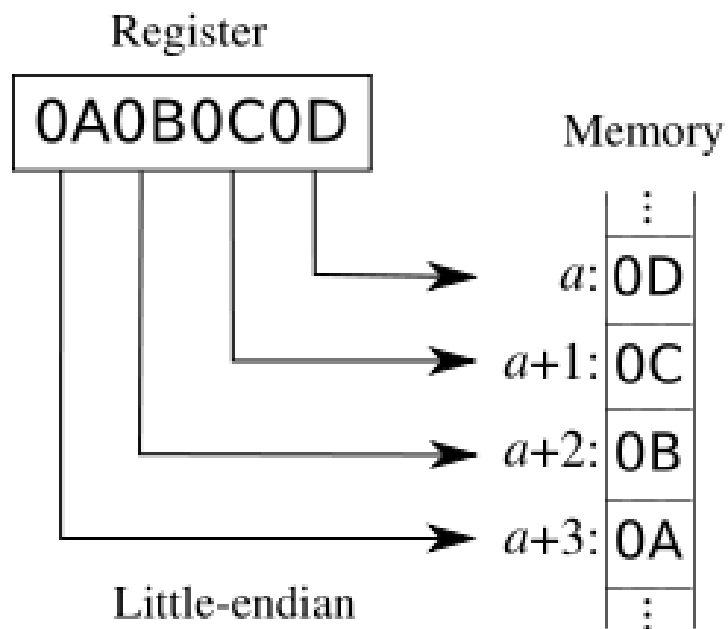 Register
0A0B0C0D
Memory
⋮
a: 0D
a+1: 0C
a+2: 0B
a+3: 0A
⋮
Little-endian